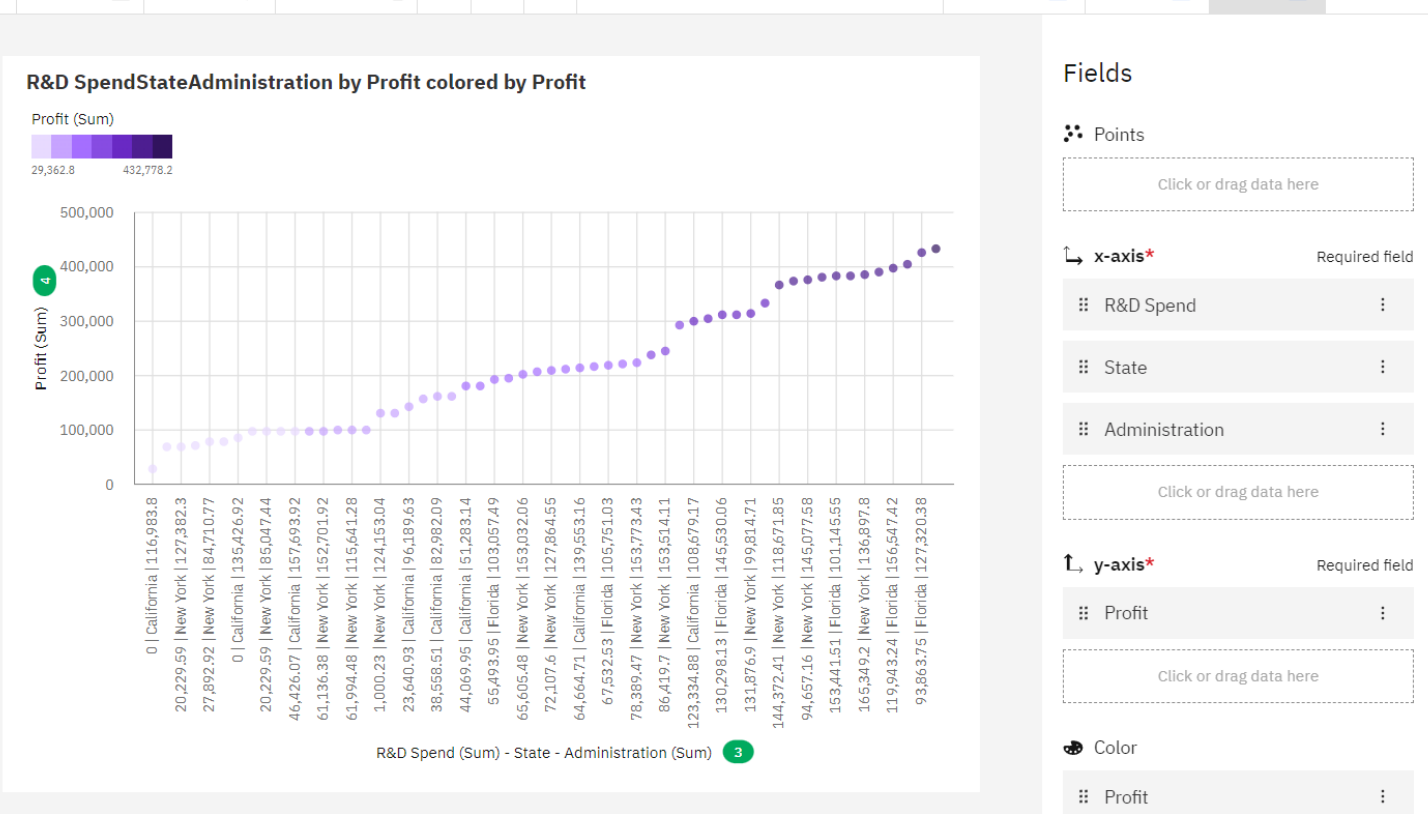 R&D SpendStateAdministration by Profit colored by Profit
Profit (Sum)
29,362.8 432,778.2
500,000
400,000
300,000
200,000
100,000
0
4
Profit (Sum)
0 | California | 116,983.8
20,229.59 | New York | 127,382.3
27,892.92 | New York | 84,710.77
0 | California | 135,426.92
20,229.59 | New York | 85,047.44
46,426.07 | California | 157,693.92
61,136.38 | New York | 152,701.92
61,994.48 | New York | 115,641.28
1,000.23 | New York | 124,153.04
23,640.93 | California | 96,189.63
38,558.51 | California | 82,982.09
44,069.95 | California | 51,283.14
55,493.95 | Florida | 103,057.49
65,605.48 | New York | 153,032.06
72,107.6 | New York | 127,864.55
64,664.71 | California | 139,553.16
67,532.53 | Florida | 105,751.03
78,389.47 | New York | 153,773.43
86,419.7 | New York | 153,514.11
123,334.88 | California | 108,679.17
130,298.13 | Florida | 145,530.06
131,876.9 | New York | 99,814.71
144,372.41 | New York | 118,671.85
94,657.16 | New York | 145,077.58
153,441.51 | Florida | 101,145.55
165,349.2 | New York | 136,897.8
119,943.24 | Florida | 156,547.42
93,863.75 | Florida | 127,320.38
R&D Spend (Sum) - State - Administration (Sum) 3
Fields
Points
Click or drag data here
x-axis* Required field
R&D Spend
State
Administration
Click or drag data here
y-axis* Required field
Profit
Click or drag data here
Color
Profit